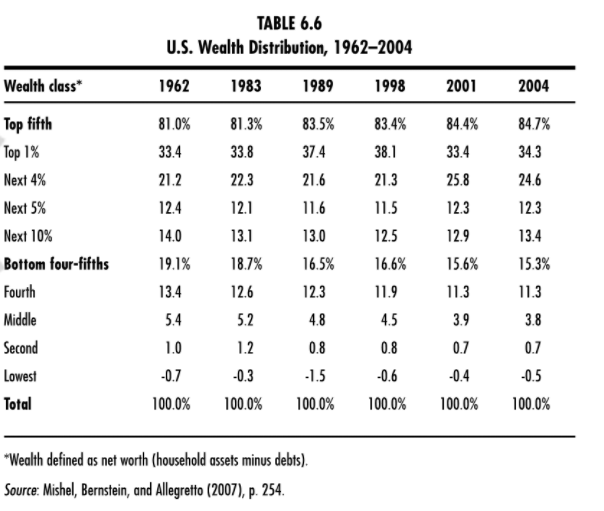 TABLE 6.6
U.S. Wealth Distribution, 1962–2004
Wealth class* 1962 1983 1989 1998 2001 2004
Top fifth 81.0% 81.3% 83.5% 83.4% 84.4% 84.7%
Top 1% 33.4 33.8 37.4 38.1 33.4 34.3
Next 4% 21.2 22.3 21.6 21.3 25.8 24.6
Next 5% 12.4 12.1 11.6 11.5 12.3 12.3
Next 10% 14.0 13.1 13.0 12.5 12.9 13.4
Bottom four-fifths 19.1% 18.7% 16.5% 16.6% 15.6% 15.3%
Fourth 13.4 12.6 12.3 11.9 11.3 11.3
Middle 5.4 5.2 4.8 4.5 3.9 3.8
Second 1.0 1.2 0.8 0.8 0.7 0.7
Lowest -0.7 -0.3 -1.5 -0.6 -0.4 -0.5
Total 100.0% 100.0% 100.0% 100.0% 100.0% 100.0%
*Wealth defined as net worth (household assets minus debts).
Source: Mishel, Bernstein, and Allegretto (2007), p. 254.